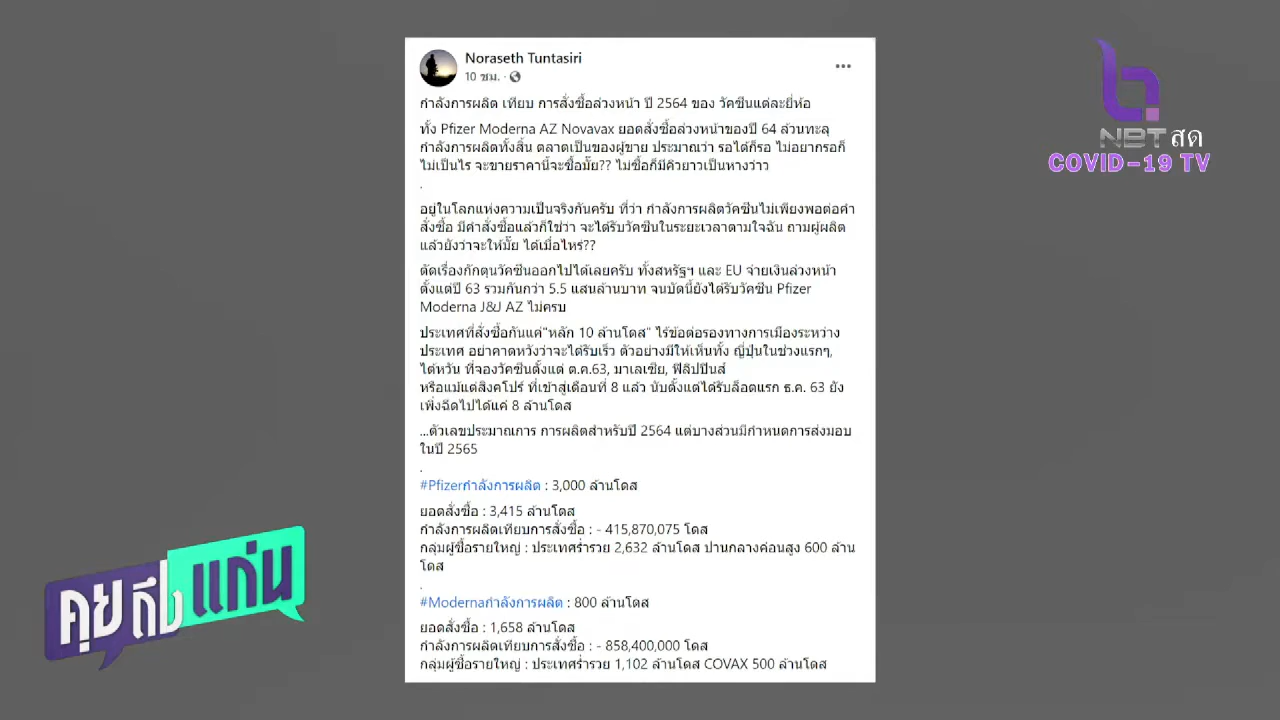 Noraseth Tuntasiri
10 ชม. ·
กำลังการผลิต เทียบ การสั่งซื้อล่วงหน้า ปี 2564 ของ วัคซีนแต่ละยี่ห้อ
ทั้ง Pfizer Moderna AZ Novavax ยอดสั่งซื้อล่วงหน้าของปี 64 ล้วนทะลุ
กำลังการผลิตทั้งสิ้น ตลาดเป็นของผู้ขาย ประมาณว่า รอได้ก็รอ ไม่อยากรอก็
ไม่เป็นไร จะขายราคานี้จะซื้อมั้ย?? ไม่ซื้อก็มีคิวยาวเป็นหางว่าว
.
อยู่ในโลกแห่งความเป็นจริงกันครับ ที่ว่า กำลังการผลิตวัคซีนไม่เพียงพอต่อคำ
สั่งซื้อ มีคำสั่งซื้อแล้วก็ใช่ว่า จะได้รับวัคซีนในระยะเวลาตามใจฉัน ถามผู้ผลิต
แล้วยังว่าจะให้มั๊ย ได้เมื่อไหร่??
ตัดเรื่องกักตุนวัคซีนออกไปได้เลยครับ ทั้งสหรัฐฯ และ EU จ่ายเงินล่วงหน้า
ตั้งแต่ปี 63 รวมกันกว่า 5.5 แสนล้านบาท จนบัดนี้ยังได้รับวัคซีน Pfizer
Moderna J&J AZ ไม่ครบ
ประเทศที่สั่งซื้อกันแค่"หลัก 10 ล้านโดส" ไร้ข้อต่อรองทางการเมืองระหว่าง
ประเทศ อย่าคาดหวังว่าจะได้รับเร็ว ตัวอย่างมีให้เห็นทั้ง ญี่ปุ่นในช่วงแรกๆ,
ไต้หวัน ที่จองวัคซีนตั้งแต่ ต.ค.63, มาเลเซีย, ฟิลิปปินส์
หรือแม้แต่สิงคโปร์ ที่เข้าสู่เดือนที่ 8 แล้ว นับตั้งแต่ได้รับล็อตแรก ธ.ค. 63 ยัง
เพิ่งฉีดไปได้แค่ 8 ล้านโดส
...ตัวเลขประมาณการ การผลิตสำหรับปี 2564 แต่บางส่วนมีกำหนดการส่งมอบ
ในปี 2565
.
#Pfizerกำลังการผลิต : 3,000 ล้านโดส
ยอดสั่งซื้อ : 3,415 ล้านโดส
กำลังการผลิตเทียบการสั่งซื้อ : - 415,870,075 โดส
กลุ่มผู้ซื้อรายใหญ่ : ประเทศร่ำรวย 2,632 ล้านโดส ปานกลางค่อนสูง 600 ล้าน
โดส
.
#Modernaกำลังการผลิต : 800 ล้านโดส
ยอดสั่งซื้อ : 1,658 ล้านโดส
กำลังการผลิตเทียบการสั่งซื้อ : - 858,400,000 โดส
กลุ่มผู้ซื้อรายใหญ่ : ประเทศร่ำรวย 1,102 ล้านโดส COVAX 500 ล้านโดส
NBT สด
COVID-19 TV
คุยถึงแก่น